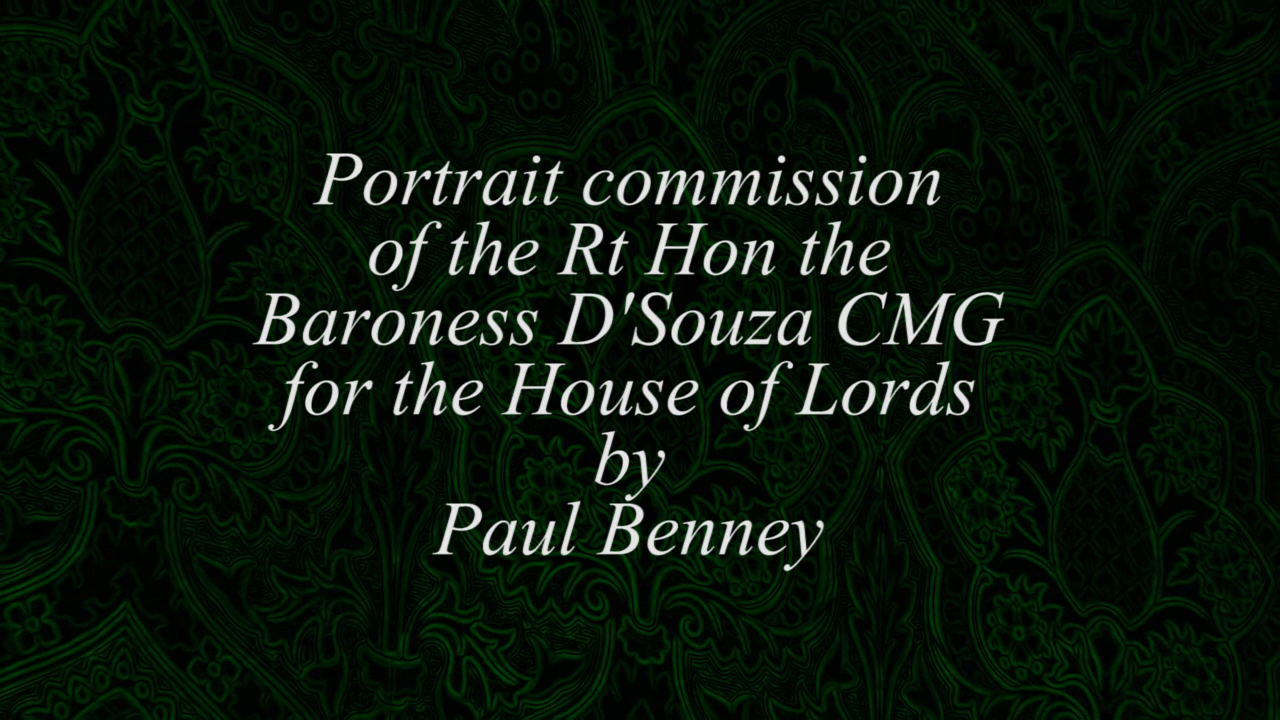 Portrait commission
of the Rt Hon the
Baroness D'Souza CMG
for the House of Lords
by
Paul Benney